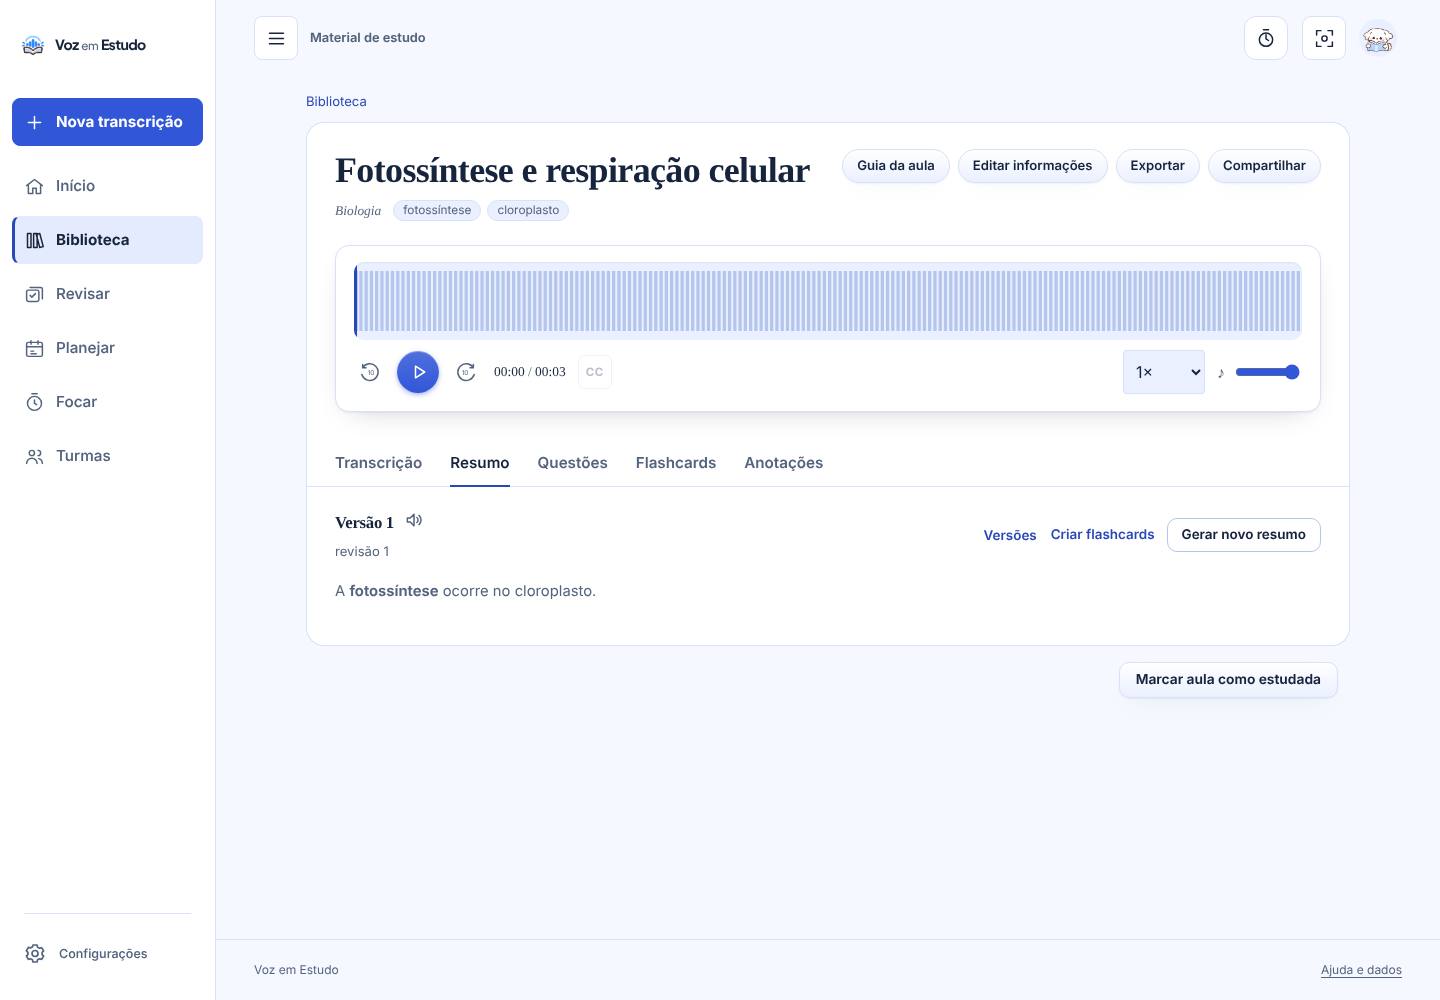 Voz em Estudo
Material de estudo
Nova transcrição
Início
Biblioteca
Revisar
Planejar
Focar
Turmas
Configurações
Biblioteca
Fotossíntese e respiração celular
Guia da aula
Editar informações
Exportar
Compartilhar
Biologia
fotossíntese
cloroplasto
10
10
00:00 / 00:03
CC
1×
Transcrição
Resumo
Questões
Flashcards
Anotações
Versão 1
revisão 1
Versões
Criar flashcards
Gerar novo resumo
A fotossíntese ocorre no cloroplasto.
Marcar aula como estudada
Voz em Estudo
Ajuda e dados